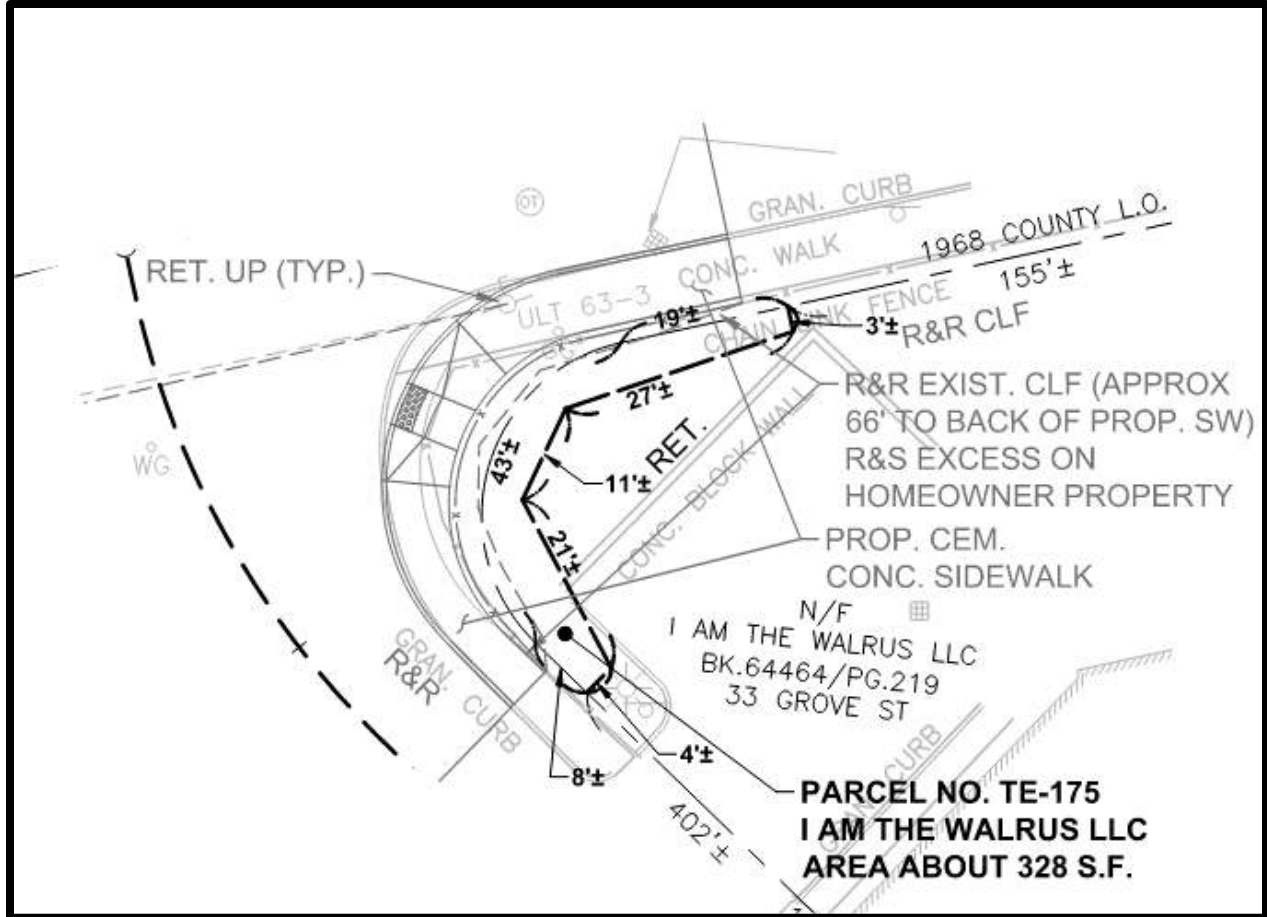 GRAN. CURB
OT
1968 COUNTY L.O.
155'±
RET. UP (TYP.)
CONC. WALK
ULT 63-3
19'±
CHAIN LINK FENCE
3'±
R&R CLF
27'±
R&R EXIST. CLF (APPROX
66' TO BACK OF PROP. SW)
R&S EXCESS ON
HOMEOWNER PROPERTY
WG
43'±
11'±
RET.
CONC. BLOCK WALL
21'±
PROP. CEM.
CONC. SIDEWALK
N/F
I AM THE WALRUS LLC
BK.64464/PG.219
33 GROVE ST
GRAN. CURB
R&R
4'±
8'±
402'±
GRAN. CURB
PARCEL NO. TE-175
I AM THE WALRUS LLC
AREA ABOUT 328 S.F.